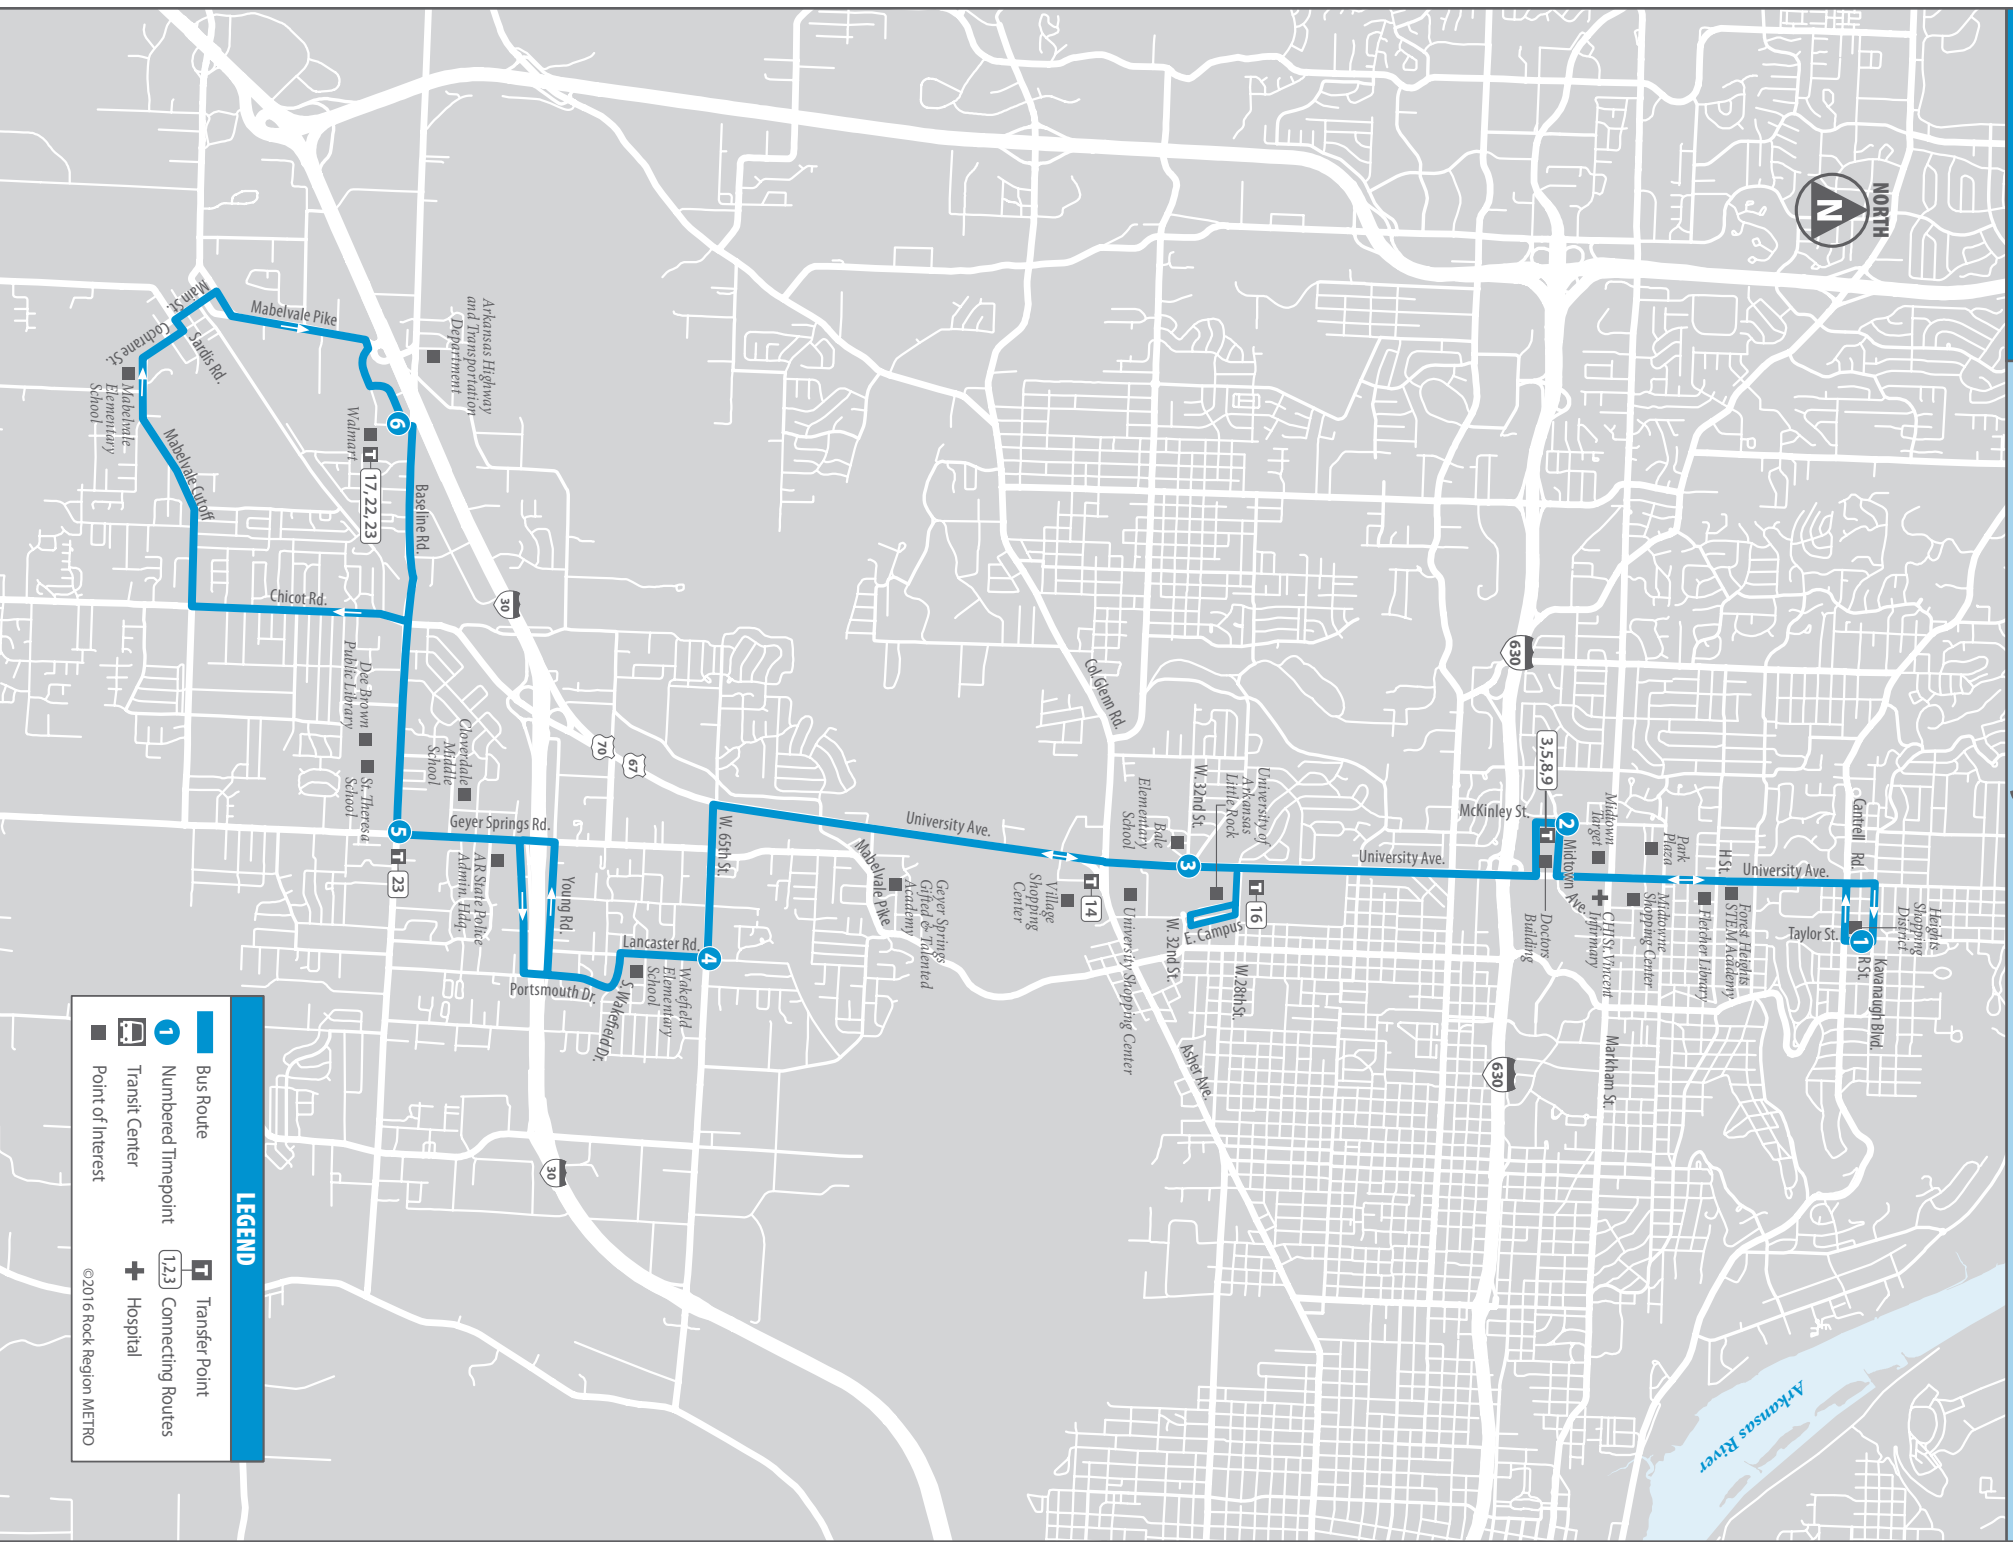 NORTH
N
Heights
Shopping
District
Kavanaugh Blvd.
R St.
1
Taylor St.
Cantrell Rd.
University Ave.
H St.
Forest Heights
STEM Academy
Fletcher Library
Park
Plaza
Midtowne
Shopping Center
Midtown
Target
CHI St. Vincent
Infirmary
Markham St.
2
Midtown Ave.
3,5,8,9
T
Doctors
Building
McKinley St.
630
630
University Ave.
16
T
University of
Arkansas
Little Rock
W. 28th St.
E. Campus
W. 32nd St.
W. 32nd St.
3
Bale
Elementary
School
University Shopping Center
Asher Ave.
Col. Glenn Rd.
T
14
Village
Shopping
Center
University Ave.
Geyer Springs
Gifted & Talented
Academy
Mabelvale Pike
W. 65th St.
4
Lancaster Rd.
Wakefield
Elementary
School
S. Wakefield Dr.
67
70
Portsmouth Dr.
Young Rd.
30
30
Geyer Springs Rd.
AR State Police
Admin. Hdq.
Cloverdale
Middle
School
5
T
23
St. Theresa
School
Dee Brown
Public Library
Baseline Rd.
Chicot Rd.
Arkansas Highway
and Transportation
Department
6
T
17, 22, 23
Walmart
Mabelvale Pike
Main St.
Sardis Rd.
Cochrane St.
Mabelvale Cutoff
Mabelvale
Elementary
School
Arkansas River
LEGEND
Bus Route
1 Numbered Timepoint
Transit Center
Point of Interest
T Transfer Point
1,2,3 Connecting Routes
Hospital
©2016 Rock Region METRO